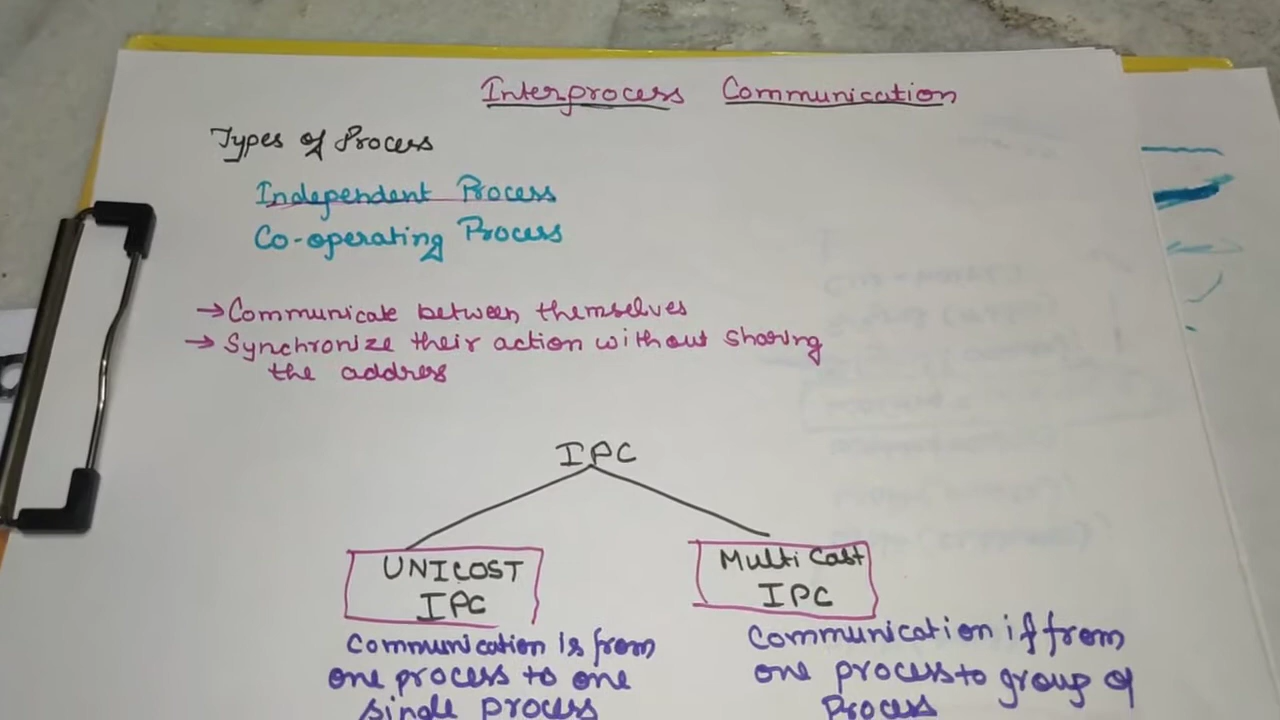 Interprocess Communication
Types of Process
Independent Process
Co-operating Process
→ Communicate between themselves
→ Synchronize their action without sharing
the address
IPC
UNICOST
IPC
Multi Cast
IPC
Communication is from
one process to one
single process
Communication if from
one process to group of
Process